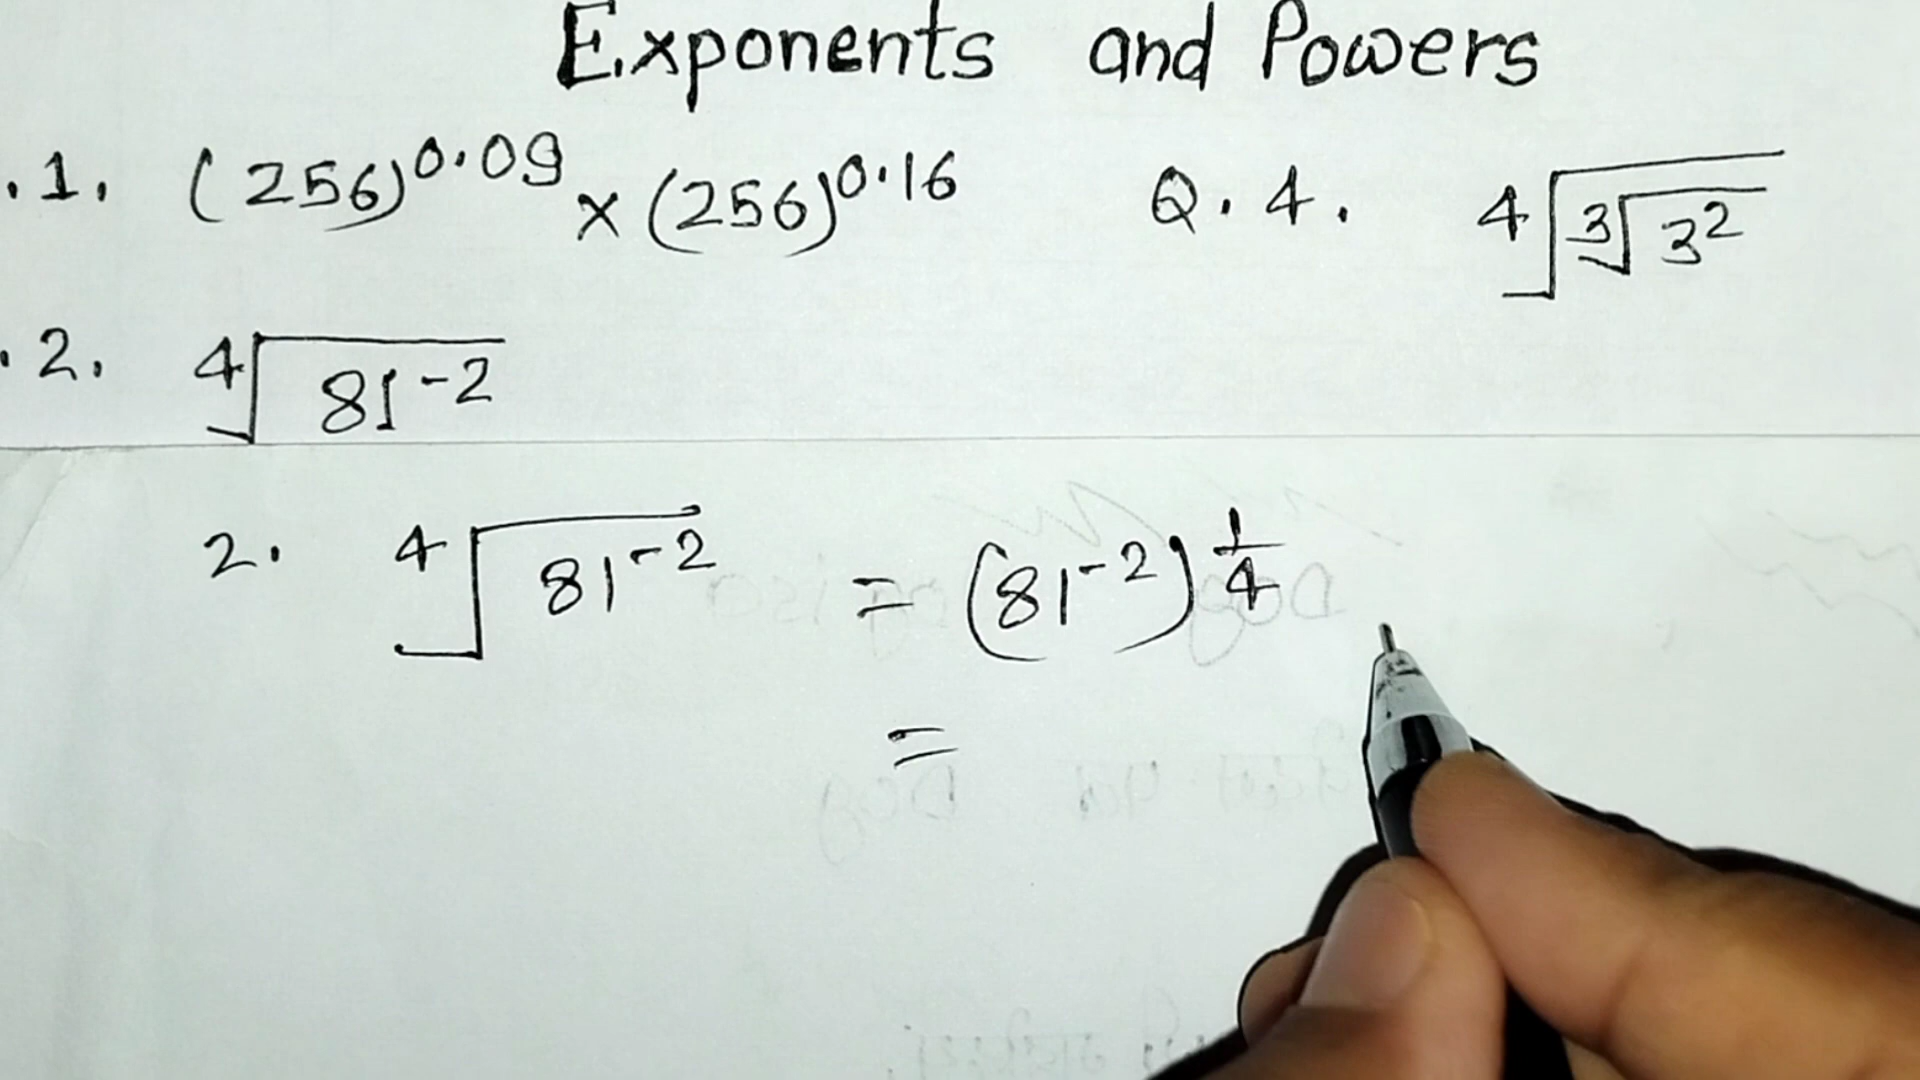 Exponents and Powers
.1. (256)^0.09 × (256)^0.16
Q.4. ⁴√(³√(3²))
.2. ⁴√(81⁻²)
2. ⁴√(81⁻²) = (81⁻²)^(1/4)
=